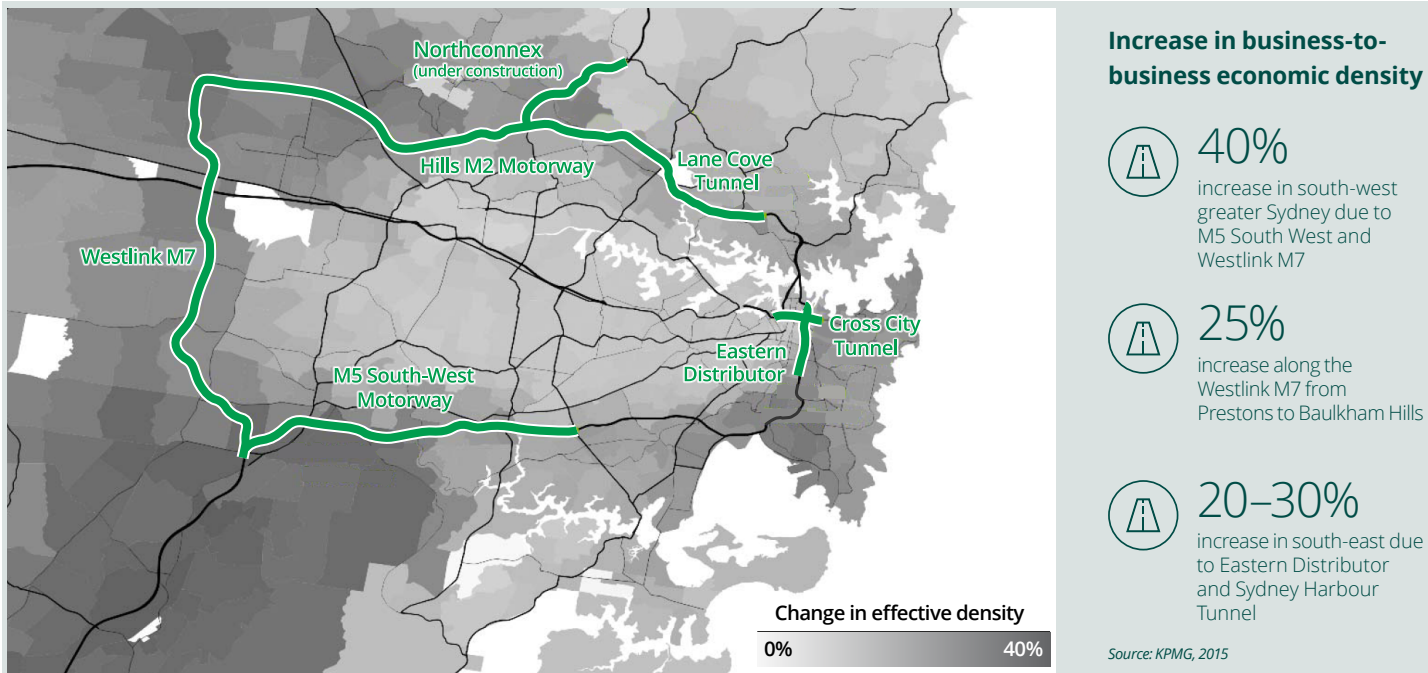 Northconnex
(under construction)
Hills M2 Motorway
Lane Cove
Tunnel
Westlink M7
Cross City
Tunnel
Eastern
Distributor
M5 South-West
Motorway
Change in effective density
0%
40%
Increase in business-to-
business economic density
40%
increase in south-west
greater Sydney due to
M5 South West and
Westlink M7
25%
increase along the
Westlink M7 from
Prestons to Baulkham Hills
20–30%
increase in south-east due
to Eastern Distributor
and Sydney Harbour
Tunnel
Source: KPMG, 2015